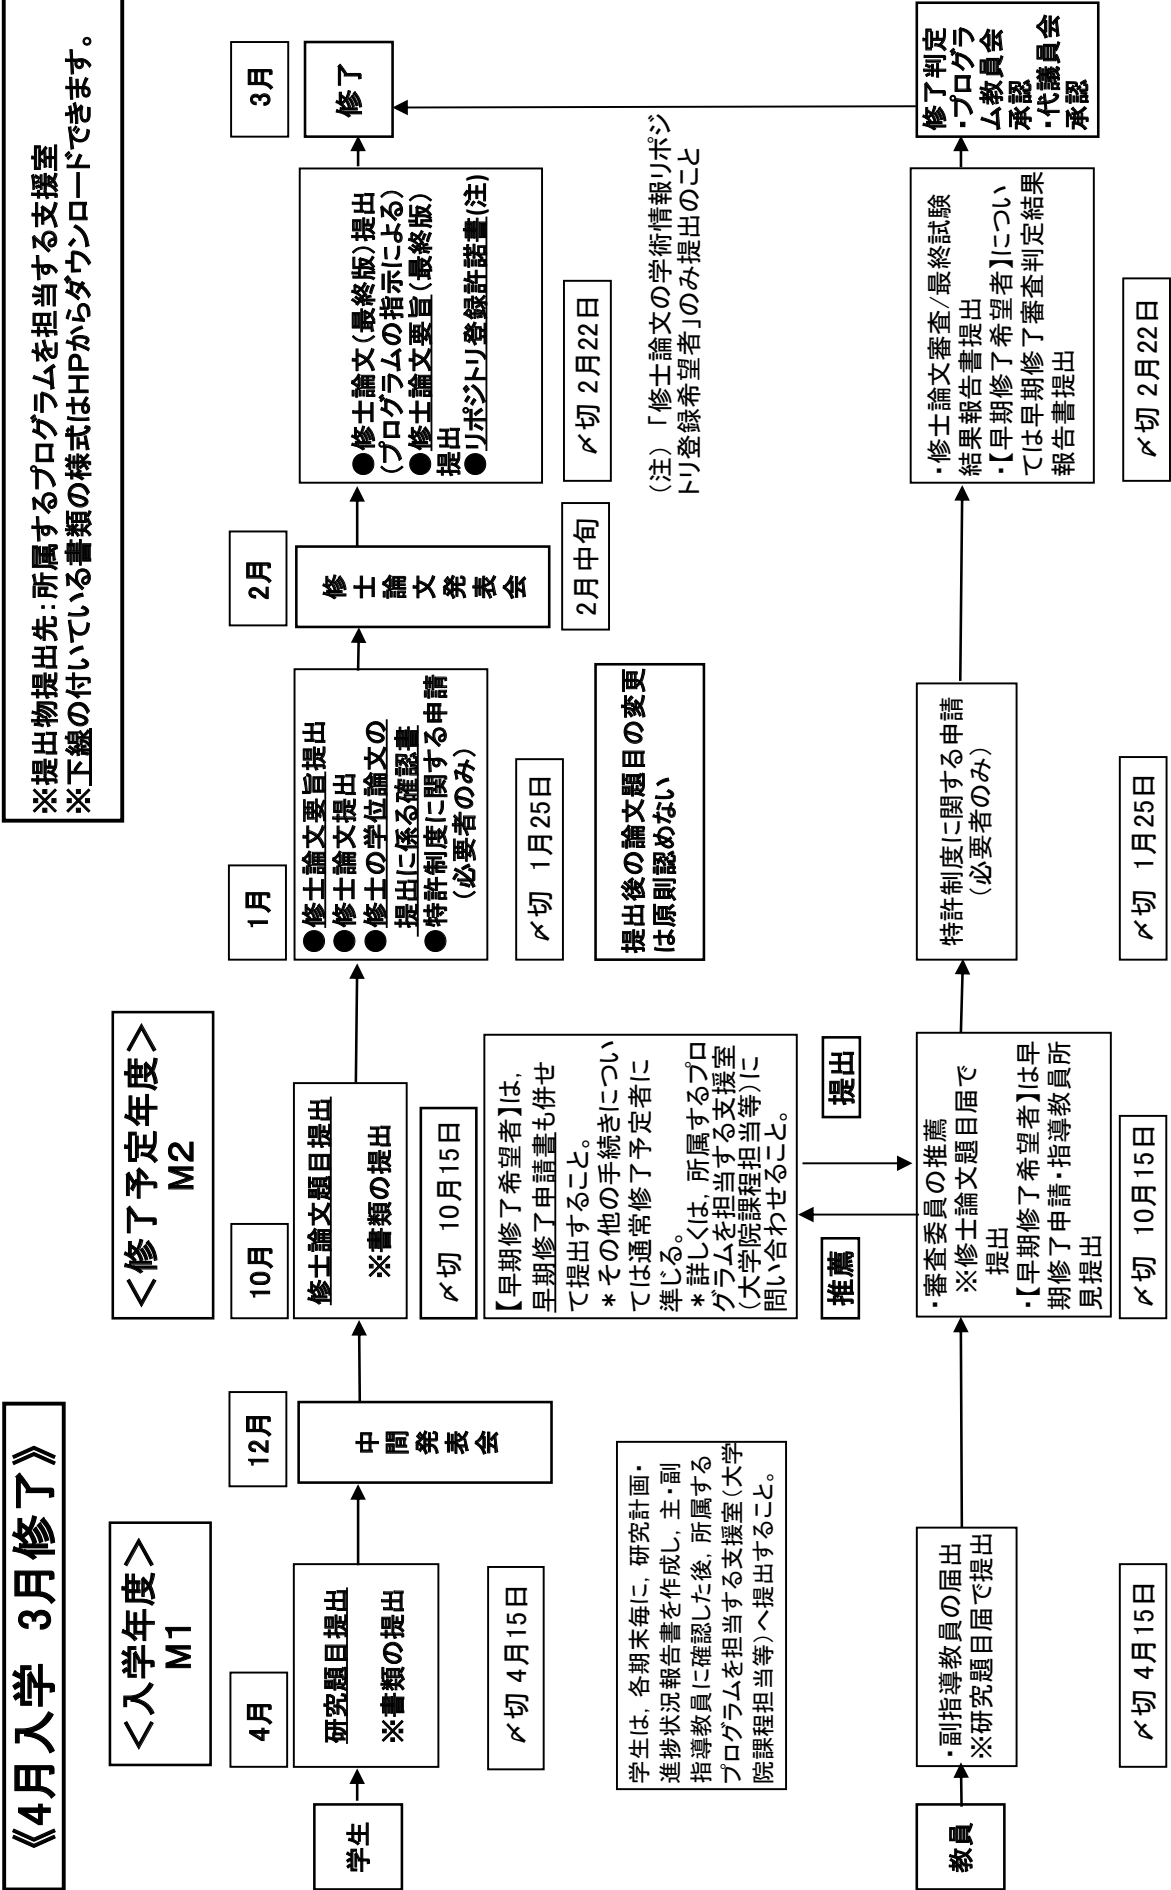 《4月入学 3月修了》
※提出物提出先:所属するプログラムを担当する支援室
※下線の付いている書類の様式はHPからダウンロードできます。
<入学年度>
M1
<修了予定年度>
M2
4月
12月
10月
1月
2月
3月
学生
研究題目提出
※書類の提出
〆切 4月15日
中間発表会
修士論文題目提出
※書類の提出
〆切 10月15日
●修士論文要旨提出
●修士論文提出
●修士の学位論文の
提出に係る確認書
●特許制度に関する申請
(必要者のみ)
〆切 1月25日
修士論文発表会
2月中旬
●修士論文(最終版)提出
(プログラムの指示による)
●修士論文要旨(最終版)
提出
●リポジトリ登録許諾書(注)
〆切 2月22日
修了
学生は,各期末毎に,研究計画・
進捗状況報告書を作成し,主・副
指導教員に確認した後,所属する
プログラムを担当する支援室(大学
院課程担当等)へ提出すること。
【早期修了希望者】は,
早期修了申請書も併せ
て提出すること。
*その他の手続きについ
ては通常修了予定者に
準じる。
*詳しくは,所属するプロ
グラムを担当する支援室
(大学院課程担当等)に
問い合わせること。
提出後の論文題目の変更
は原則認めない
(注)「修士論文の学術情報リポジ
トリ登録希望者」のみ提出のこと
推薦
提出
教員
・副指導教員の届出
※研究題目届で提出
〆切 4月15日
・審査委員の推薦
※修士論文題目届で
提出
・【早期修了希望者】は早
期修了申請・指導教員所
見提出
〆切 10月15日
特許制度に関する申請
(必要者のみ)
〆切 1月25日
・修士論文審査/最終試験
結果報告書提出
・【早期修了希望者】につい
ては早期修了審査判定結果
報告書提出
〆切 2月22日
修了判定
・プログラ
ム教員会
承認
・代議員会
承認